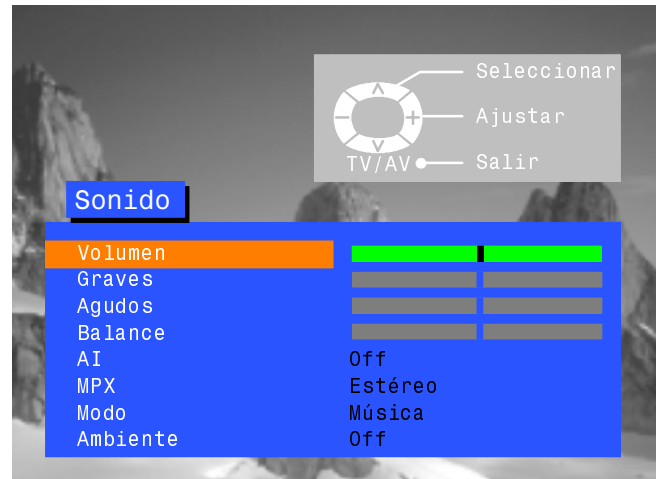 Seleccionar
Ajustar
TV/AV Salir
Sonido
Volumen
Graves
Agudos
Balance
AI Off
MPX Estéreo
Modo Música
Ambiente Off